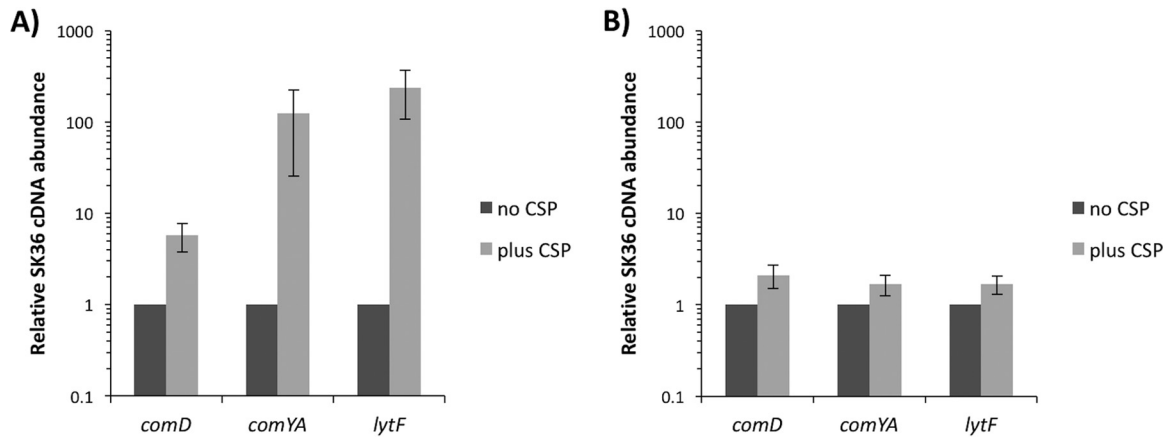 A)
1000
100
10
1
0.1
Relative SK36 cDNA abundance
comD comYA lytF
no CSP
plus CSP
B)
1000
100
10
1
0.1
Relative SK36 cDNA abundance
comD comYA lytF
no CSP
plus CSP